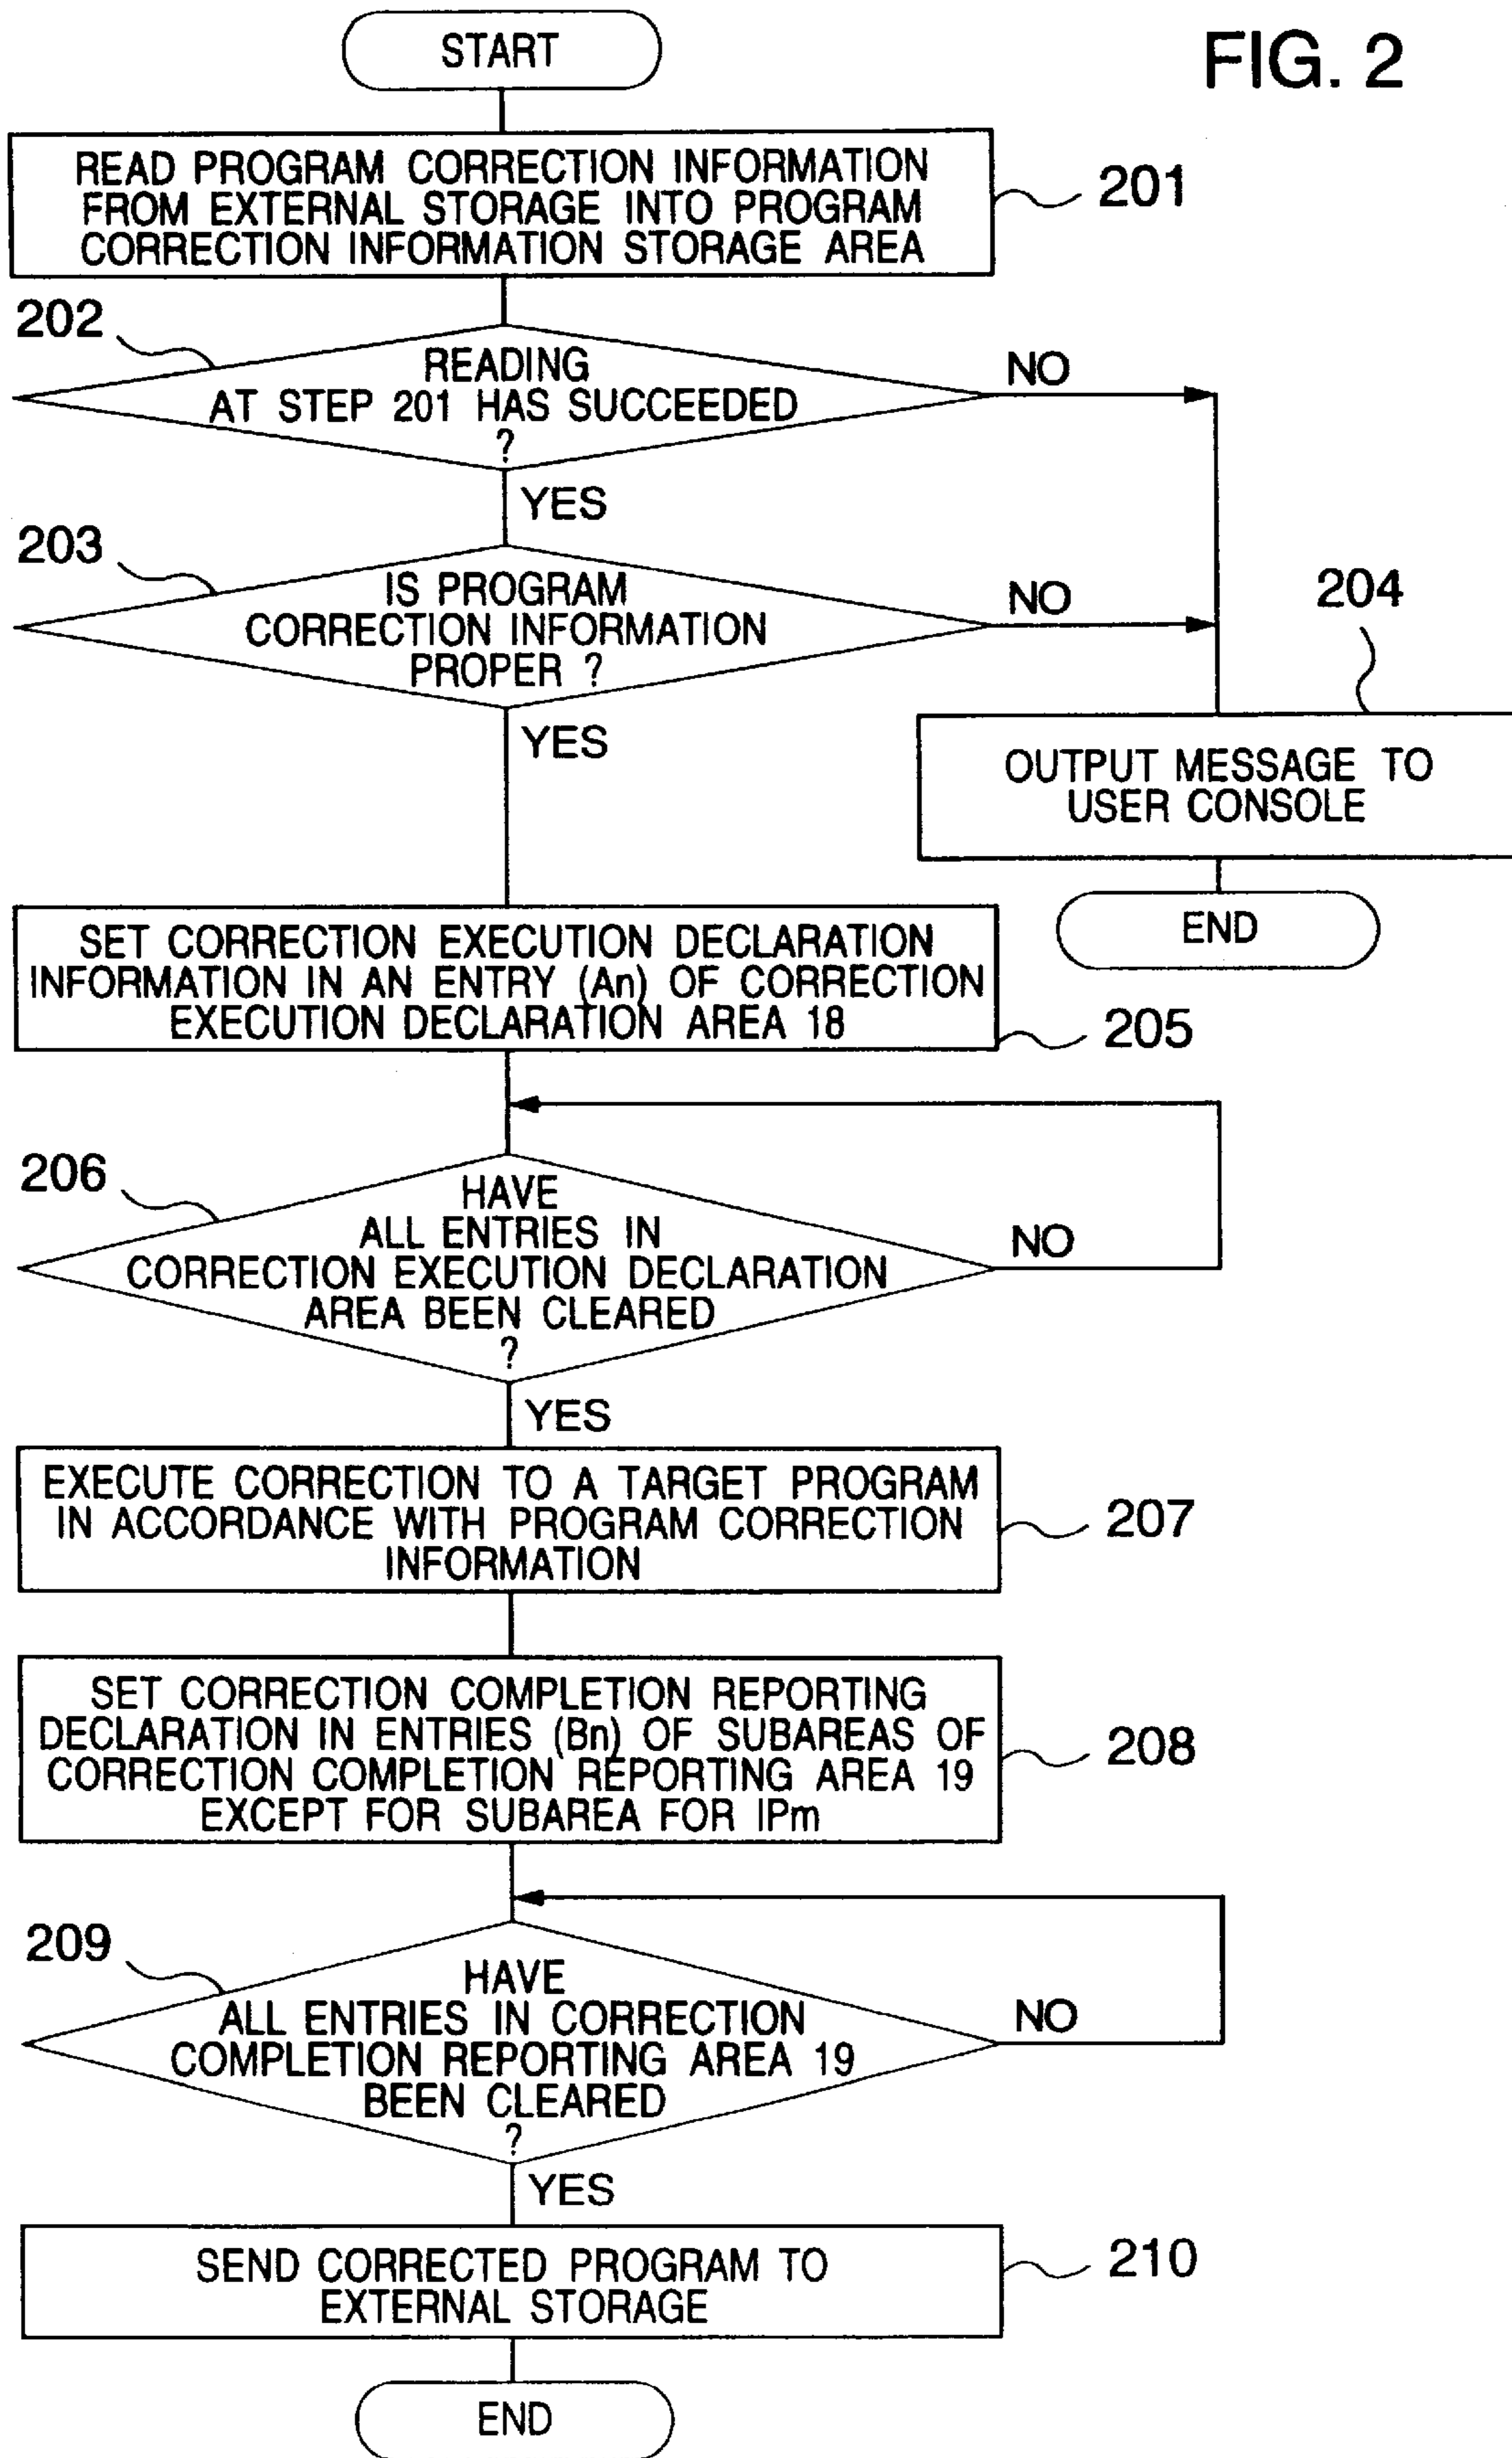 FIG. 2
START
READ PROGRAM CORRECTION INFORMATION
FROM EXTERNAL STORAGE INTO PROGRAM
CORRECTION INFORMATION STORAGE AREA
201
202
READING
AT STEP 201 HAS SUCCEEDED
?
NO
YES
203
IS PROGRAM
CORRECTION INFORMATION
PROPER ?
NO
YES
204
OUTPUT MESSAGE TO
USER CONSOLE
END
SET CORRECTION EXECUTION DECLARATION
INFORMATION IN AN ENTRY (An) OF CORRECTION
EXECUTION DECLARATION AREA 18
205
206
HAVE
ALL ENTRIES IN
CORRECTION EXECUTION DECLARATION
AREA BEEN CLEARED
?
NO
YES
EXECUTE CORRECTION TO A TARGET PROGRAM
IN ACCORDANCE WITH PROGRAM CORRECTION
INFORMATION
207
SET CORRECTION COMPLETION REPORTING
DECLARATION IN ENTRIES (Bn) OF SUBAREAS OF
CORRECTION COMPLETION REPORTING AREA 19
EXCEPT FOR SUBAREA FOR IPm
208
209
HAVE
ALL ENTRIES IN CORRECTION
COMPLETION REPORTING AREA 19
BEEN CLEARED
?
NO
YES
SEND CORRECTED PROGRAM TO
EXTERNAL STORAGE
210
END